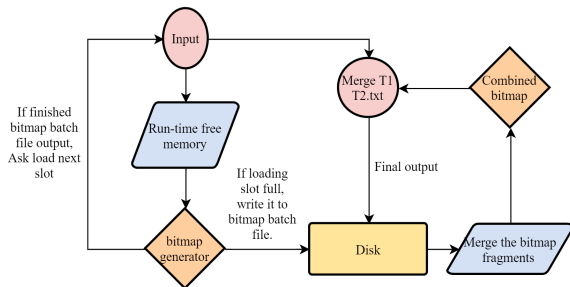 Input
Merge T1
T2.txt
Combined
bitmap
If finished
bitmap batch
file output,
Ask load next
slot
Run-time free
memory
If loading
slot full,
write it to
bitmap batch
file.
Final output
bitmap
generator
Disk
Merge the bitmap
fragments